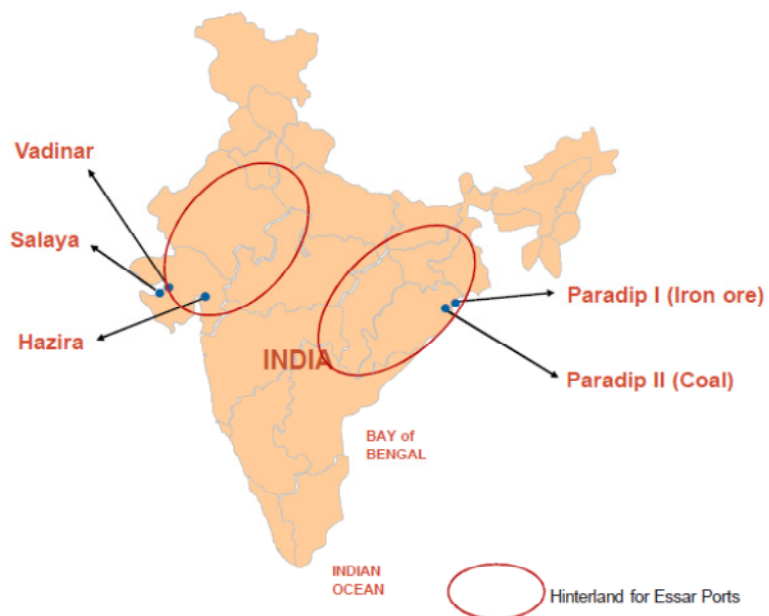 Vadinar
Salaya
Hazira
Paradip I (Iron ore)
INDIA
Paradip II (Coal)
BAY of
BENGAL
INDIAN
OCEAN
Hinterland for Essar Ports